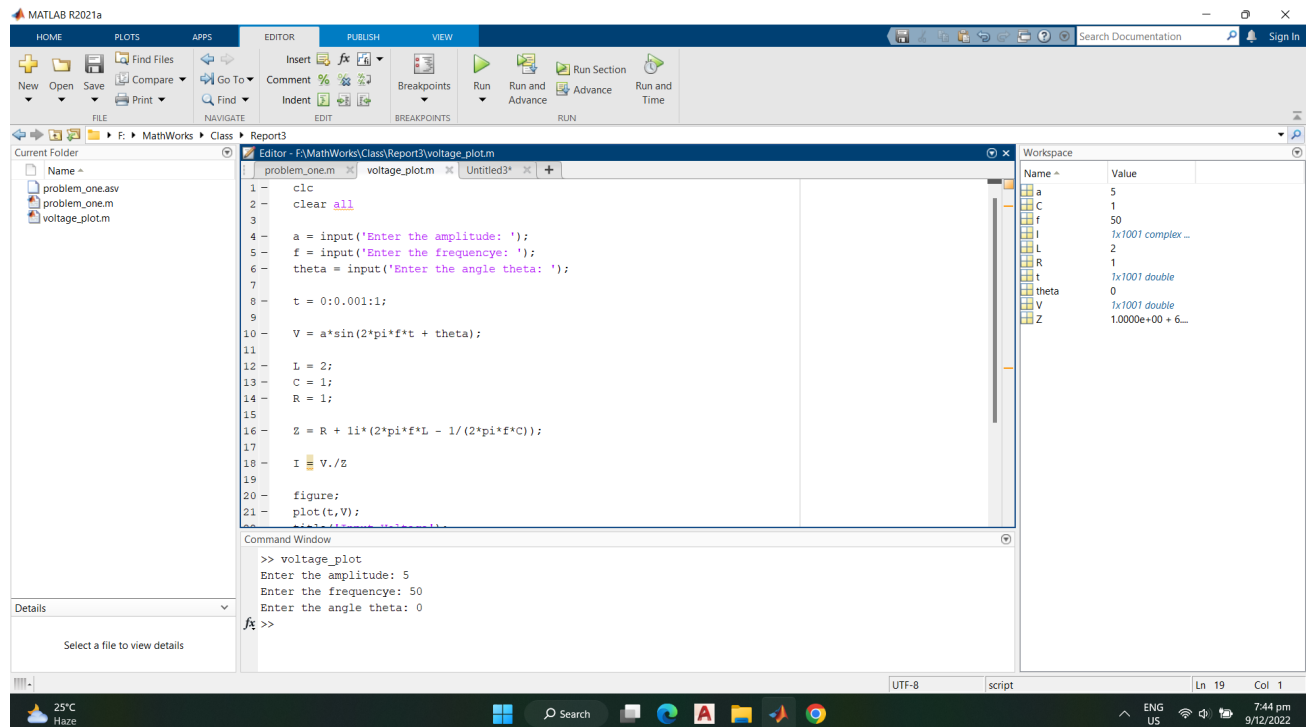 MATLAB R2021a
HOME PLOTS APPS EDITOR PUBLISH VIEW Search Documentation Sign In
Find Files Insert fx
New Open Save Compare Go To Comment % Breakpoints Run Run and Advance Run Section Run and Time
Print Find Indent Advance
FILE NAVIGATE EDIT BREAKPOINTS RUN
F: MathWorks Class Report3
Current Folder
Name
problem_one.asv
problem_one.m
voltage_plot.m
Details
Select a file to view details
Editor - F:\MathWorks\Class\Report3\voltage_plot.m
problem_one.m voltage_plot.m Untitled3* +
1 – clc
2 – clear all
3
4 – a = input('Enter the amplitude: ');
5 – f = input('Enter the frequencye: ');
6 – theta = input('Enter the angle theta: ');
7
8 – t = 0:0.001:1;
9
10 – V = a*sin(2*pi*f*t + theta);
11
12 – L = 2;
13 – C = 1;
14 – R = 1;
15
16 – Z = R + 1i*(2*pi*f*L - 1/(2*pi*f*C));
17
18 – I = V./Z
19
20 – figure;
21 – plot(t,V);
Command Window
>> voltage_plot
Enter the amplitude: 5
Enter the frequencye: 50
Enter the angle theta: 0
fx >>
Workspace
Name Value
a 5
C 1
f 50
I 1x1001 complex ...
L 2
R 1
t 1x1001 double
theta 0
V 1x1001 double
Z 1.0000e+00 + 6....
UTF-8 script Ln 19 Col 1
25°C
Haze
Search
A
ENG
US
7:44 pm
9/12/2022